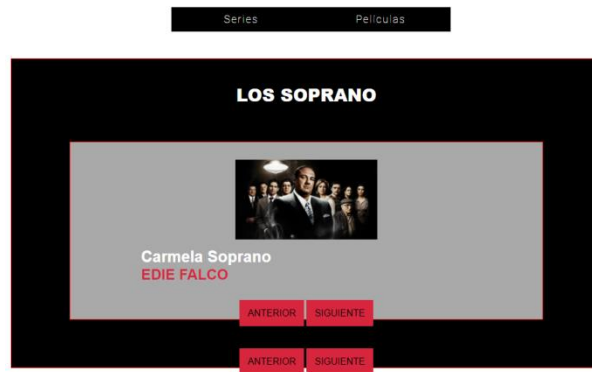 Series Películas
LOS SOPRANO
Carmela Soprano
EDIE FALCO
ANTERIOR SIGUIENTE
ANTERIOR SIGUIENTE